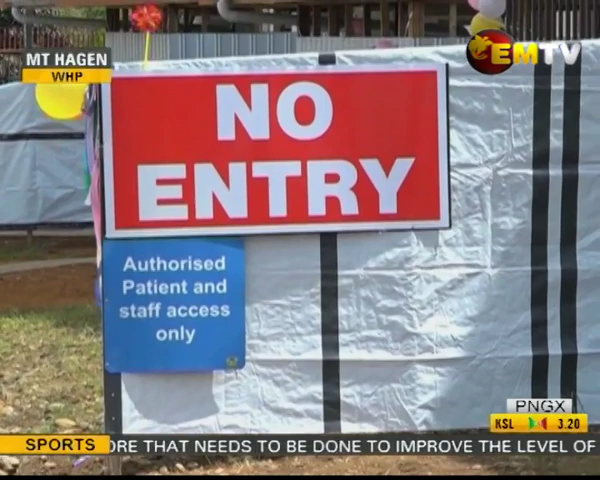 MT HAGEN
WHP
EMTV
NO
ENTRY
Authorised
Patient and
staff access
only
PNGX
KSL 3.20
SPORTS
ORE THAT NEEDS TO BE DONE TO IMPROVE THE LEVEL OF